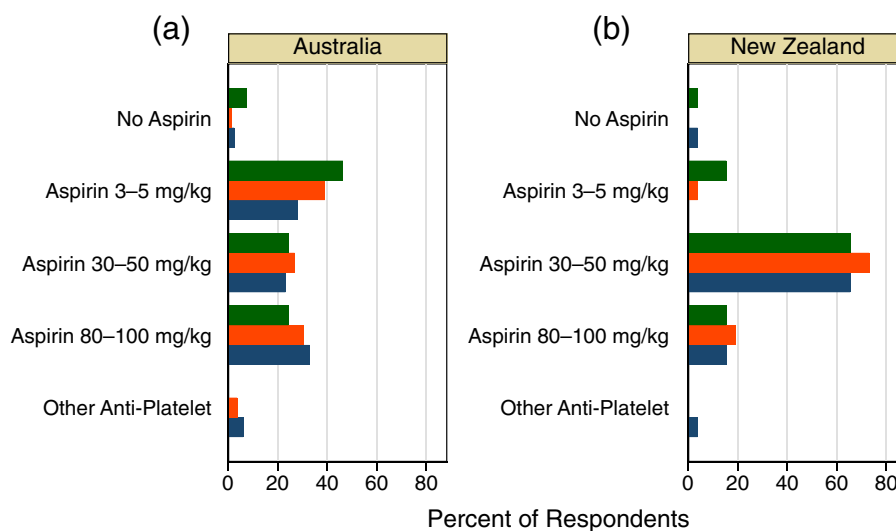 (a)
Australia
No Aspirin
Aspirin 3–5 mg/kg
Aspirin 30–50 mg/kg
Aspirin 80–100 mg/kg
Other Anti-Platelet
0 20 40 60 80
(b)
New Zealand
No Aspirin
Aspirin 3–5 mg/kg
Aspirin 30–50 mg/kg
Aspirin 80–100 mg/kg
Other Anti-Platelet
0 20 40 60 80
Percent of Respondents